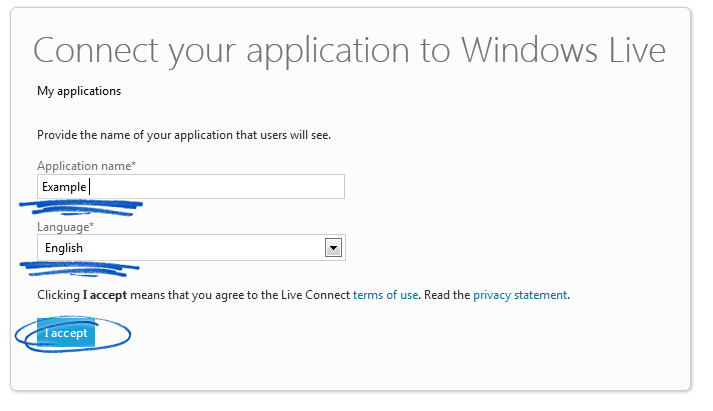 Connect your application to Windows Live
My applications
Provide the name of your application that users will see.
Application name*
Example
Language*
English
Clicking I accept means that you agree to the Live Connect terms of use. Read the privacy statement.
I accept